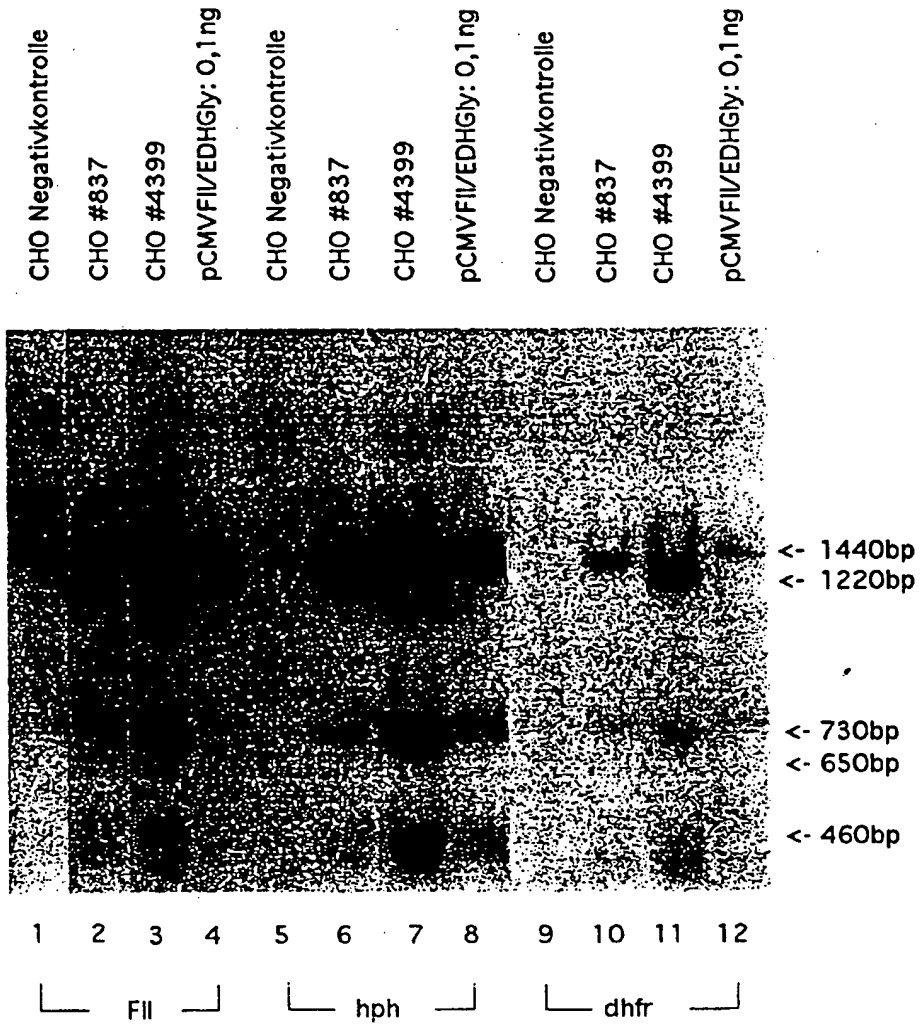 CHO Negativkontrolle
CHO #837
CHO #4399
pCMVFII/EDHGly: 0,1ng
CHO Negativkontrolle
CHO #837
CHO #4399
pCMVFII/EDHGly: 0,1ng
CHO Negativkontrolle
CHO #837
CHO #4399
pCMVFII/EDHGly: 0,1ng
<- 1440bp
<- 1220bp
<- 730bp
<- 650bp
<- 460bp
1 2 3 4 5 6 7 8 9 10 11 12
FII hph dhfr